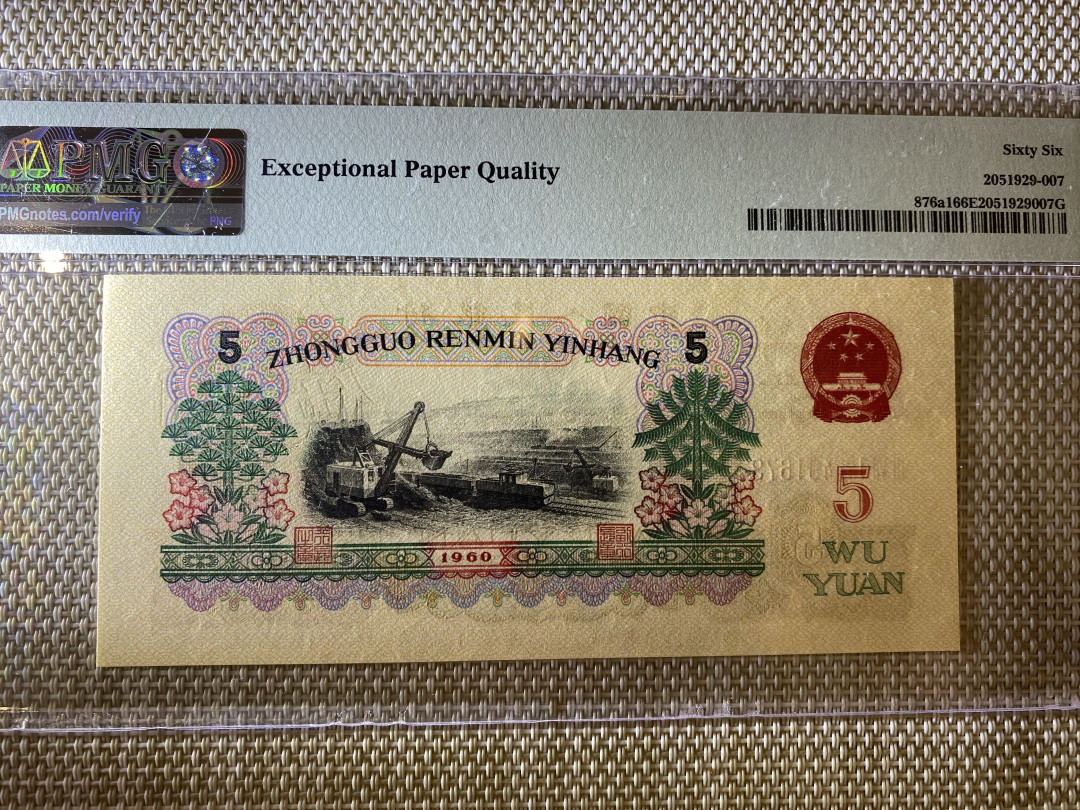 PMG
PAPER MONEY GUARANTY
PMGnotes.com/verify
PNG
Exceptional Paper Quality
Sixty Six
2051929-007
876a166E2051929007G
5
ZHONGGUO RENMIN YINHANG
5
5
1960
WU
YUAN